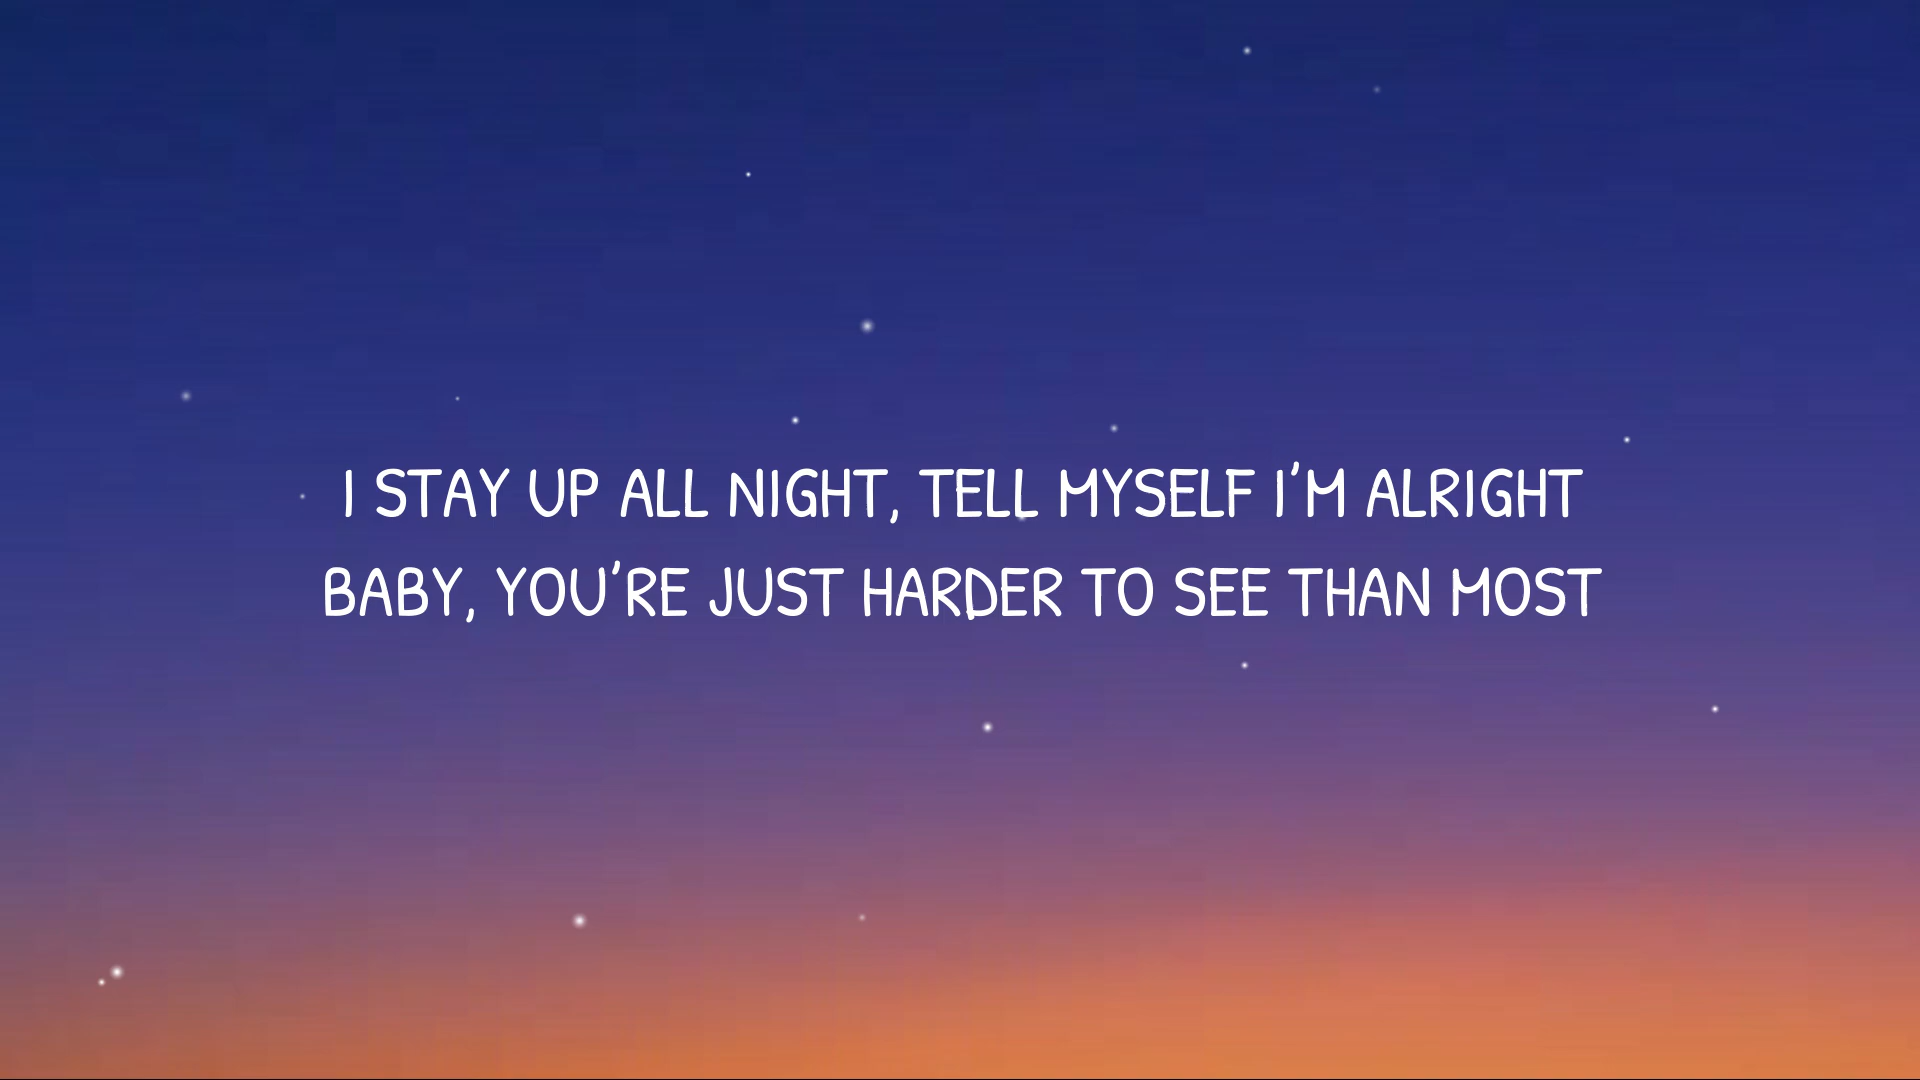 I STAY UP ALL NIGHT, TELL MYSELF I'M ALRIGHT
BABY, YOU'RE JUST HARDER TO SEE THAN MOST